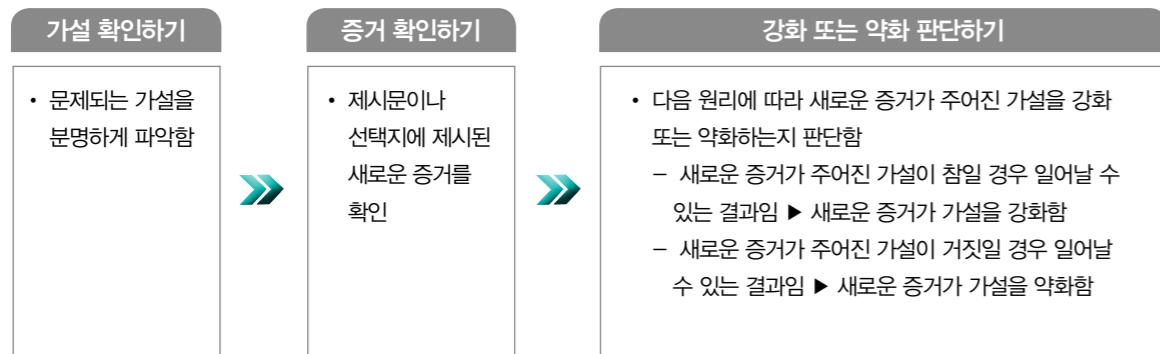 가설 확인하기
• 문제되는 가설을
분명하게 파악함
증거 확인하기
• 제시문이나
선택지에 제시된
새로운 증거를
확인
강화 또는 약화 판단하기
• 다음 원리에 따라 새로운 증거가 주어진 가설을 강화
또는 약화하는지 판단함
– 새로운 증거가 주어진 가설이 참일 경우 일어날 수
있는 결과임 ▶ 새로운 증거가 가설을 강화함
– 새로운 증거가 주어진 가설이 거짓일 경우 일어날
수 있는 결과임 ▶ 새로운 증거가 가설을 약화함